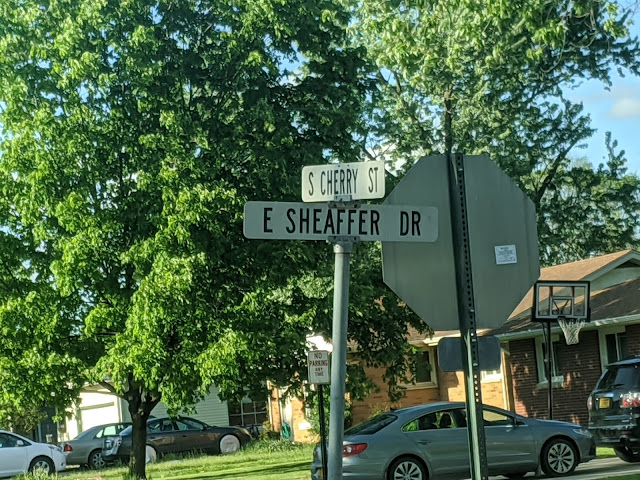 S CHERRY ST
E SHEAFFER DR
NO
PARKING
ANY
TIME